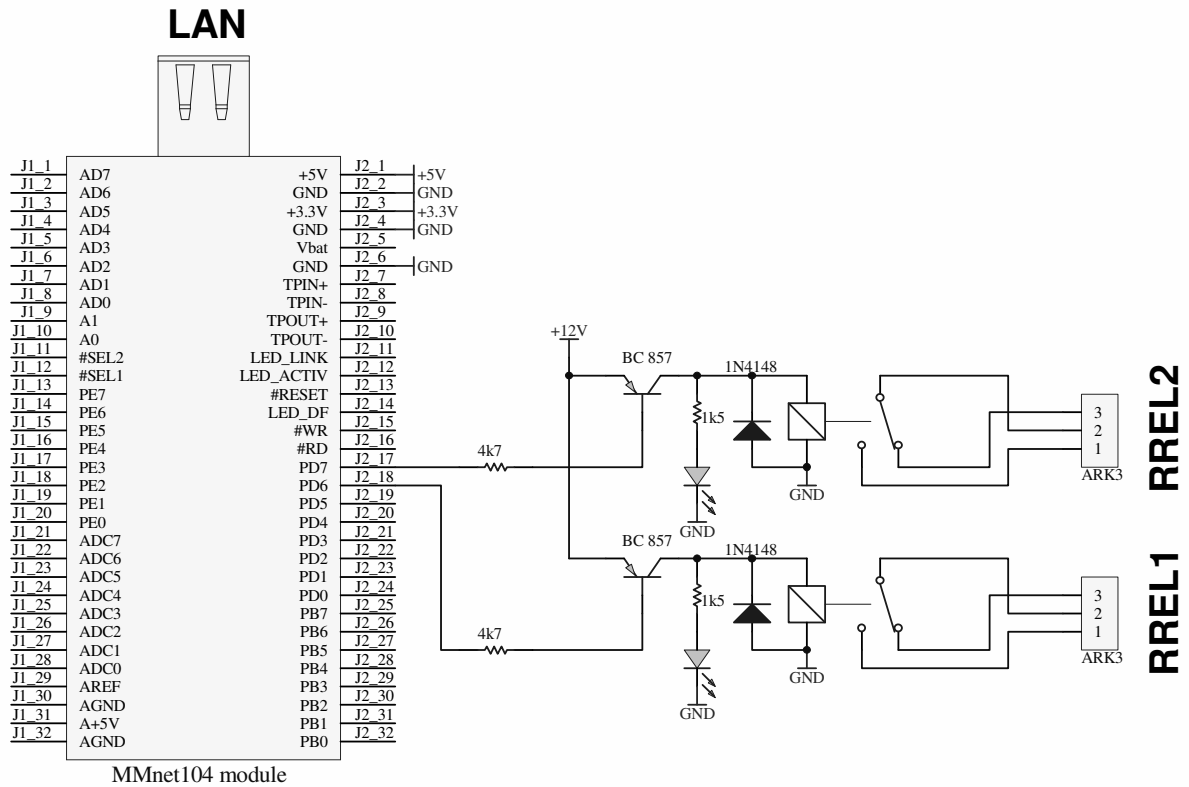 LAN
J1_1 AD7 +5V J2_1 +5V
J1_2 AD6 GND J2_2 GND
J1_3 AD5 +3.3V J2_3 +3.3V
J1_4 AD4 GND J2_4 GND
J1_5 AD3 Vbat J2_5
J1_6 AD2 GND J2_6 GND
J1_7 AD1 TPIN+ J2_7
J1_8 AD0 TPIN- J2_8
J1_9 A1 TPOUT+ J2_9
J1_10 A0 TPOUT- J2_10
J1_11 #SEL2 LED_LINK J2_11
J1_12 #SEL1 LED_ACTIV J2_12
J1_13 PE7 #RESET J2_13
J1_14 PE6 LED_DF J2_14
J1_15 PE5 #WR J2_15
J1_16 PE4 #RD J2_16
J1_17 PE3 PD7 J2_17
J1_18 PE2 PD6 J2_18
J1_19 PE1 PD5 J2_19
J1_20 PE0 PD4 J2_20
J1_21 ADC7 PD3 J2_21
J1_22 ADC6 PD2 J2_22
J1_23 ADC5 PD1 J2_23
J1_24 ADC4 PD0 J2_24
J1_25 ADC3 PB7 J2_25
J1_26 ADC2 PB6 J2_26
J1_27 ADC1 PB5 J2_27
J1_28 ADC0 PB4 J2_28
J1_29 AREF PB3 J2_29
J1_30 AGND PB2 J2_30
J1_31 A+5V PB1 J2_31
J1_32 AGND PB0 J2_32
MMnet104 module
+12V
BC 857
1N4148
1k5
4k7
GND
GND
3
2
1
ARK3
RREL2
BC 857
1N4148
1k5
4k7
GND
GND
3
2
1
ARK3
RREL1